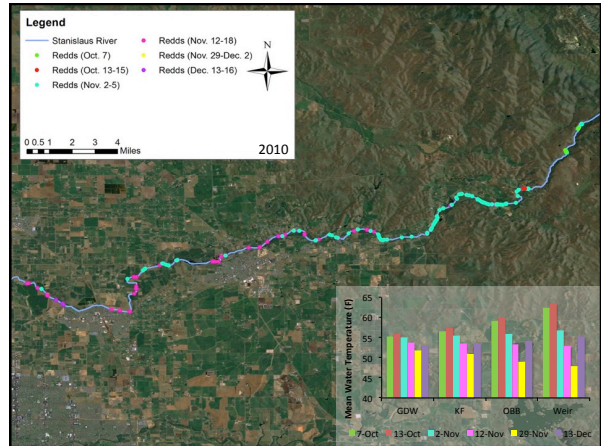 Legend
Stanislaus River
Redds (Oct. 7)
Redds (Oct. 13-15)
Redds (Nov. 2-5)
Redds (Nov. 12-18)
Redds (Nov. 29-Dec. 2)
Redds (Dec. 13-16)
N
0 0.5 1 2 3 4
Miles
2010
Mean Water Temperature (F)
65
60
55
50
45
40
GDW KF OBB Weir
7-Oct 13-Oct 2-Nov 12-Nov 29-Nov 13-Dec